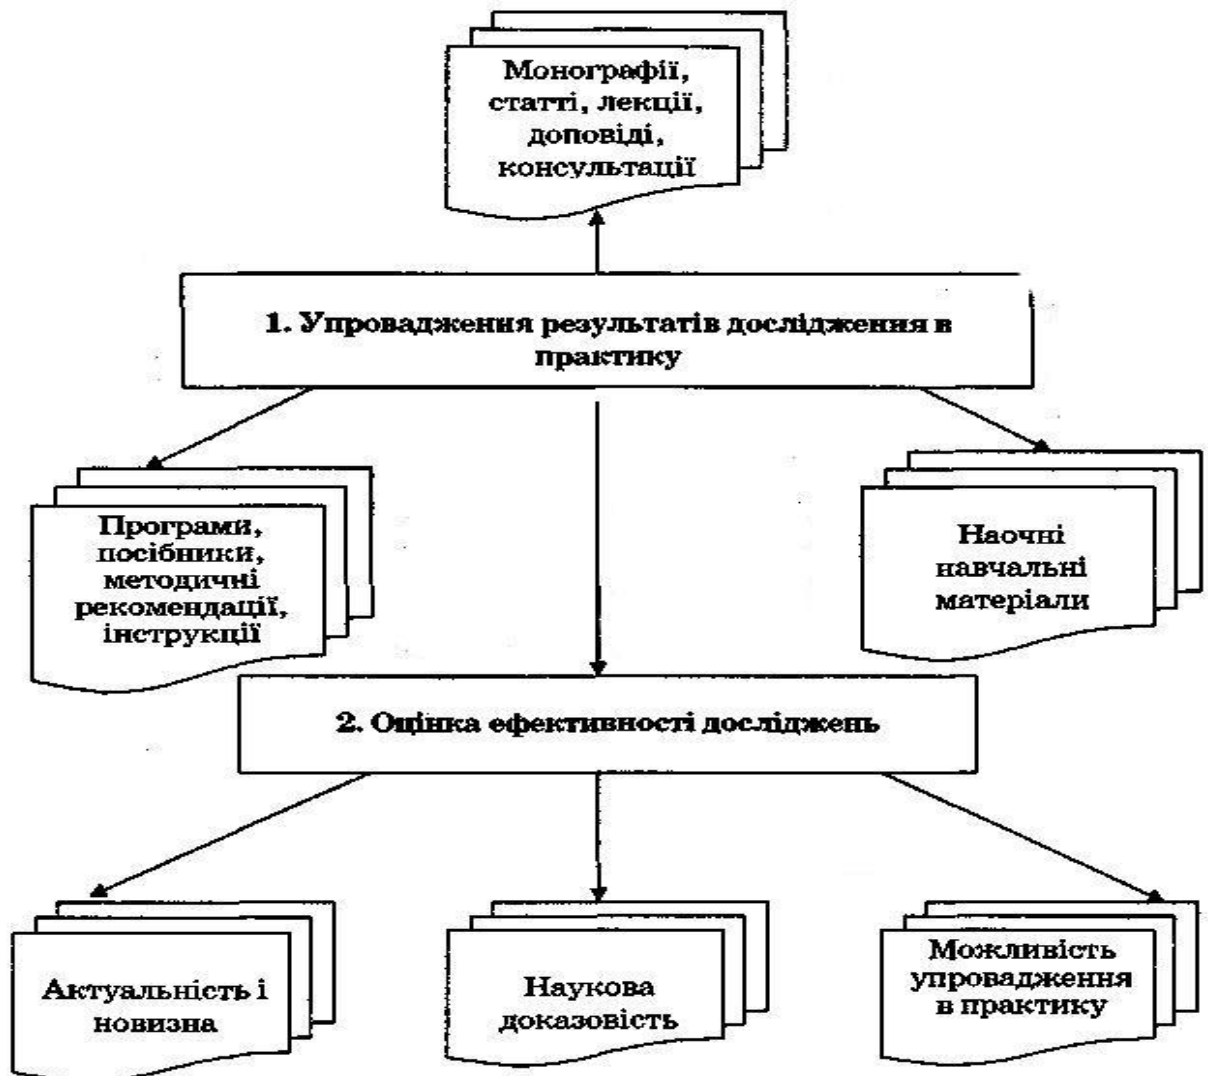 Монографії,
статті, лекції,
доповіді,
консультації
1. Упровадження результатів дослідження в
практику
Програми,
посібники,
методичні
рекомендації,
інструкції
Наочні
навчальні
матеріали
2. Оцінка ефективності досліджень
Актуальність і
новизна
Наукова
доказовість
Можливість
упровадження
в практику